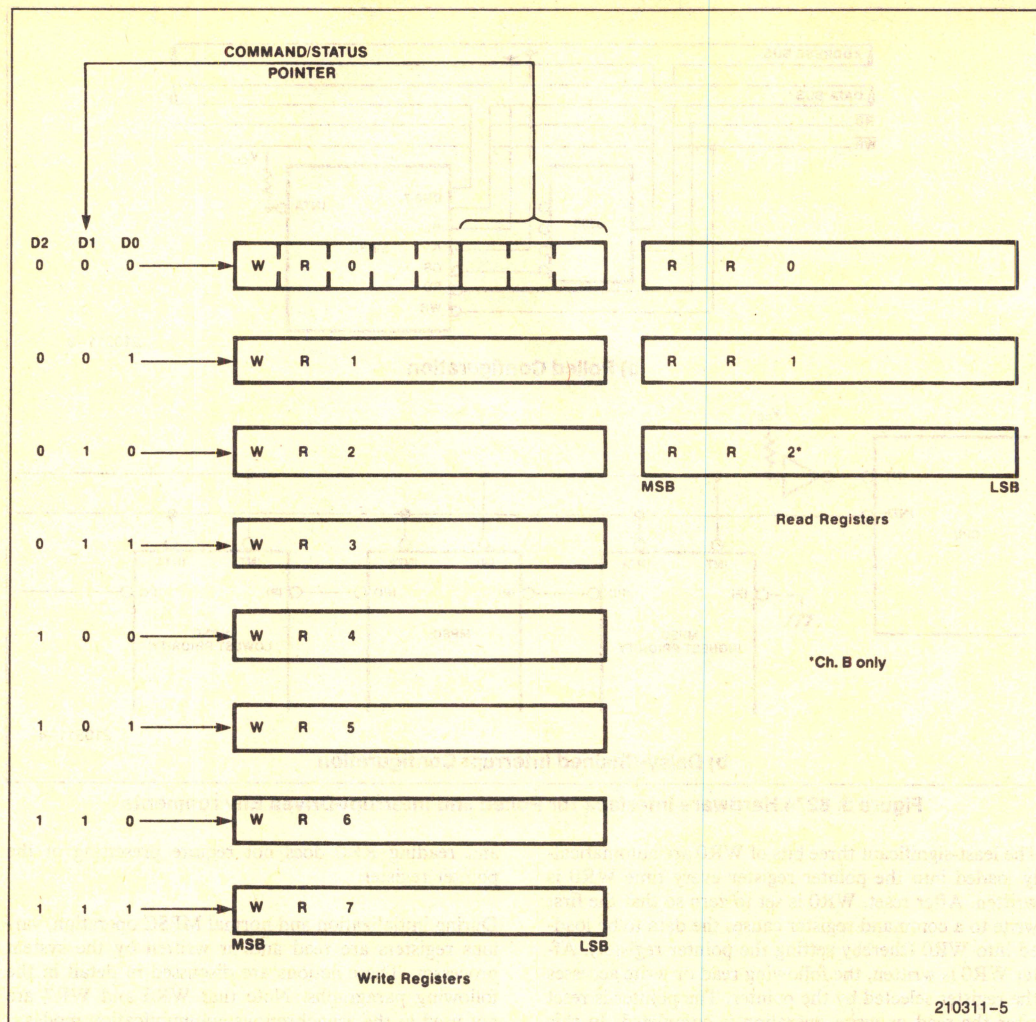 COMMAND/STATUS
POINTER
D2 D1 D0
0 0 0 W R 0 R R 0
0 0 1 W R 1 R R 1
0 1 0 W R 2 R R 2*
MSB LSB
Read Registers
0 1 1 W R 3
1 0 0 W R 4
*Ch. B only
1 0 1 W R 5
1 1 0 W R 6
1 1 1 W R 7
MSB LSB
Write Registers
210311-5